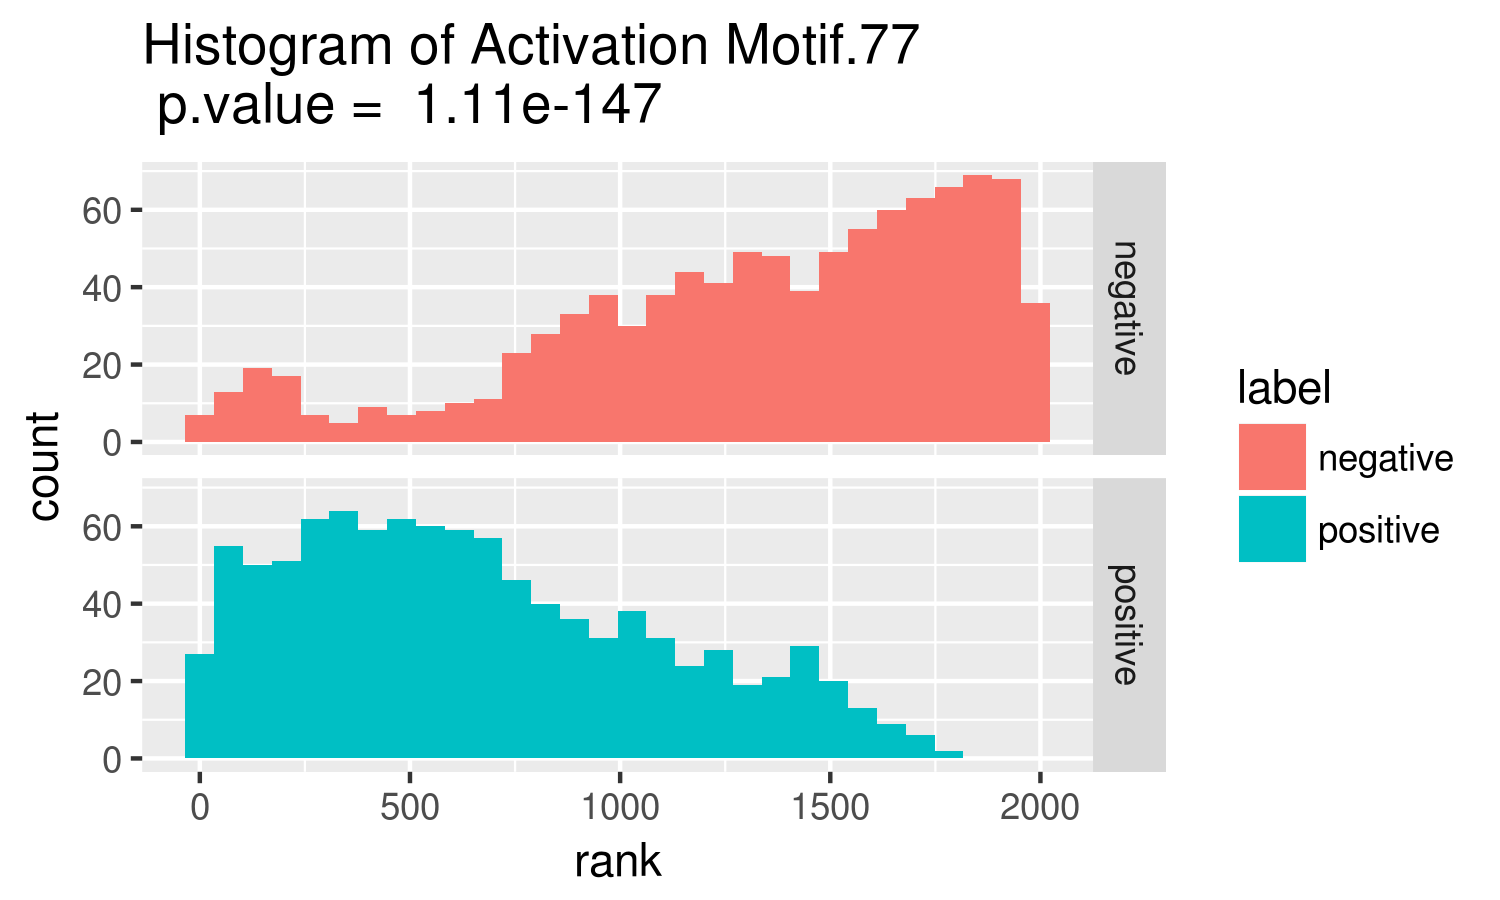 Histogram of Activation Motif.77
p.value = 1.11e-147
60
40
20
0
negative
60
40
20
0
positive
count
0 500 1000 1500 2000
rank
label
negative
positive